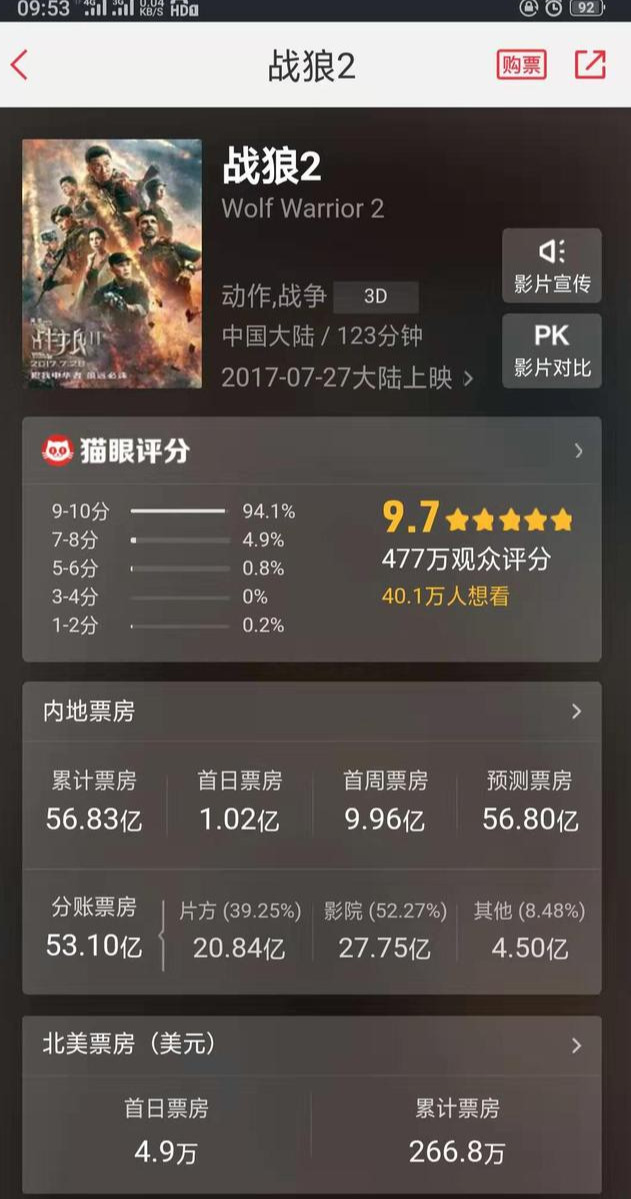 09:53 4G 3G 0.04 KB/S HD 92
战狼2 购票
战狼2
Wolf Warrior 2
影片宣传
动作,战争 3D
中国大陆 / 123分钟
PK
影片对比
2017-07-27大陆上映
战狼II
2017.7.28
猫眼评分
9-10分 94.1%
7-8分 4.9%
5-6分 0.8%
3-4分 0%
1-2分 0.2%
9.7
477万观众评分
40.1万人想看
内地票房
累计票房 首日票房 首周票房 预测票房
56.83亿 1.02亿 9.96亿 56.80亿
分账票房 片方 (39.25%) 影院 (52.27%) 其他 (8.48%)
53.10亿 20.84亿 27.75亿 4.50亿
北美票房（美元）
首日票房 累计票房
4.9万 266.8万